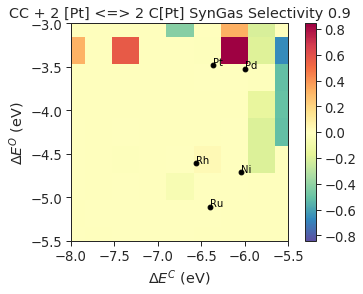 CC + 2 [Pt] <=> 2 C[Pt] SynGas Selectivity 0.9
−3.0
−3.5
−4.0
−4.5
−5.0
−5.5
ΔE^O (eV)
Pt
Pd
Rh
Ni
Ru
−8.0 −7.5 −7.0 −6.5 −6.0 −5.5
ΔE^C (eV)
0.8
0.6
0.4
0.2
0.0
−0.2
−0.4
−0.6
−0.8